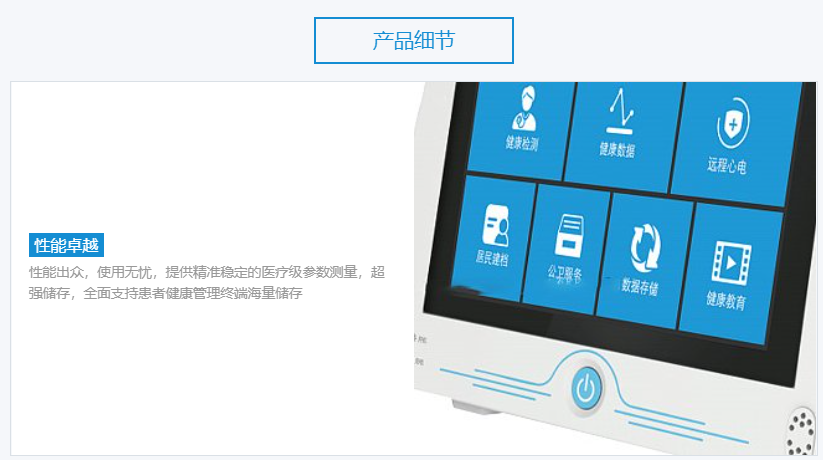 产品细节
健康检测
健康数据
远程心电
性能卓越
居民建档
公卫服务
数据存储
健康教育
性能出众，使用无忧，提供精准稳定的医疗级参数测量，超
强储存，全面支持患者健康管理终端海量储存